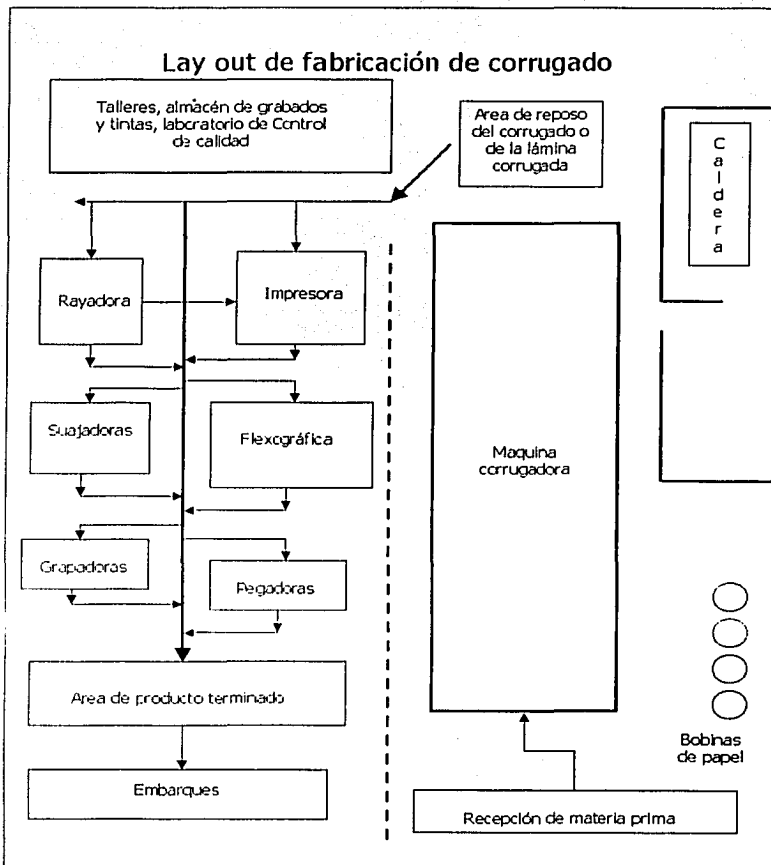 Lay out de fabricación de corrugado
Talleres, almacén de grabados
y tintas, laboratorio de Control
de calidad
Area de reposo
del corrugado o
de la lámina
corrugada
Caldera
Rayadora
Impresora
Suajadoras
Flexográfica
Maquina
corrugadora
Grapadoras
Pegadoras
Area de producto terminado
Bobinas
de papel
Embarques
Recepción de materia prima